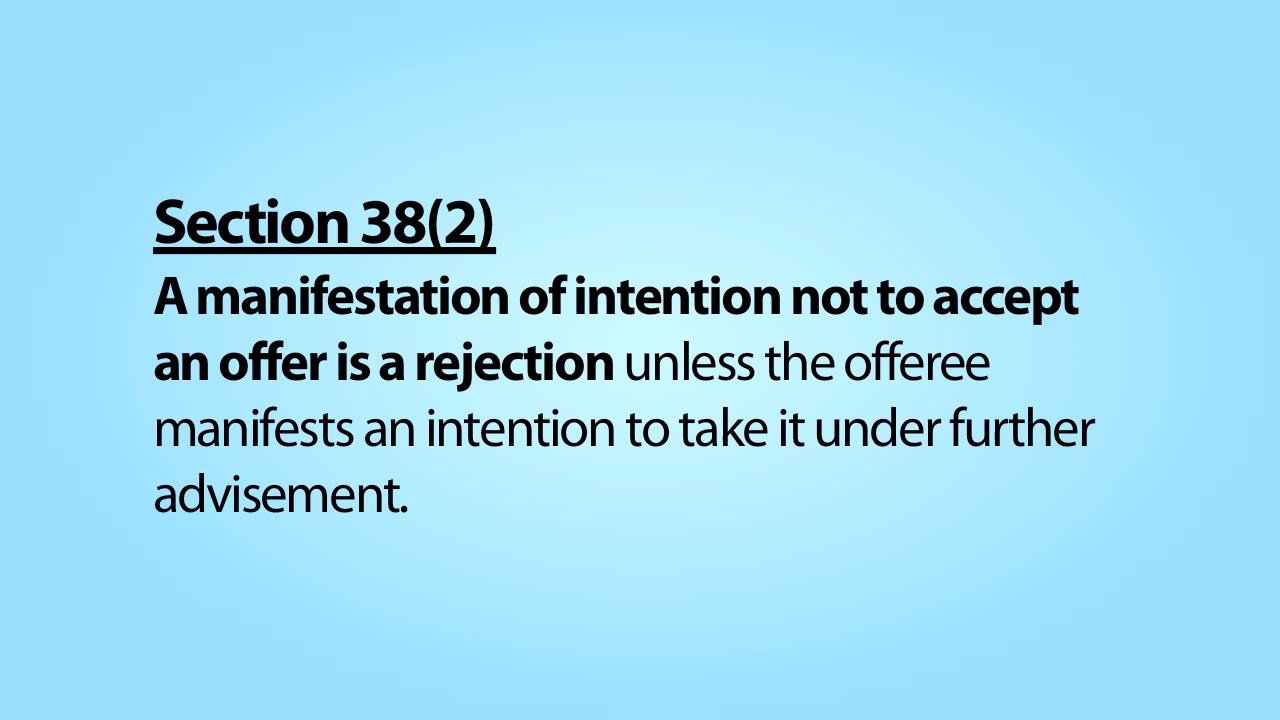 Section 38(2)
A manifestation of intention not to accept
an offer is a rejection unless the offeree
manifests an intention to take it under further
advisement.